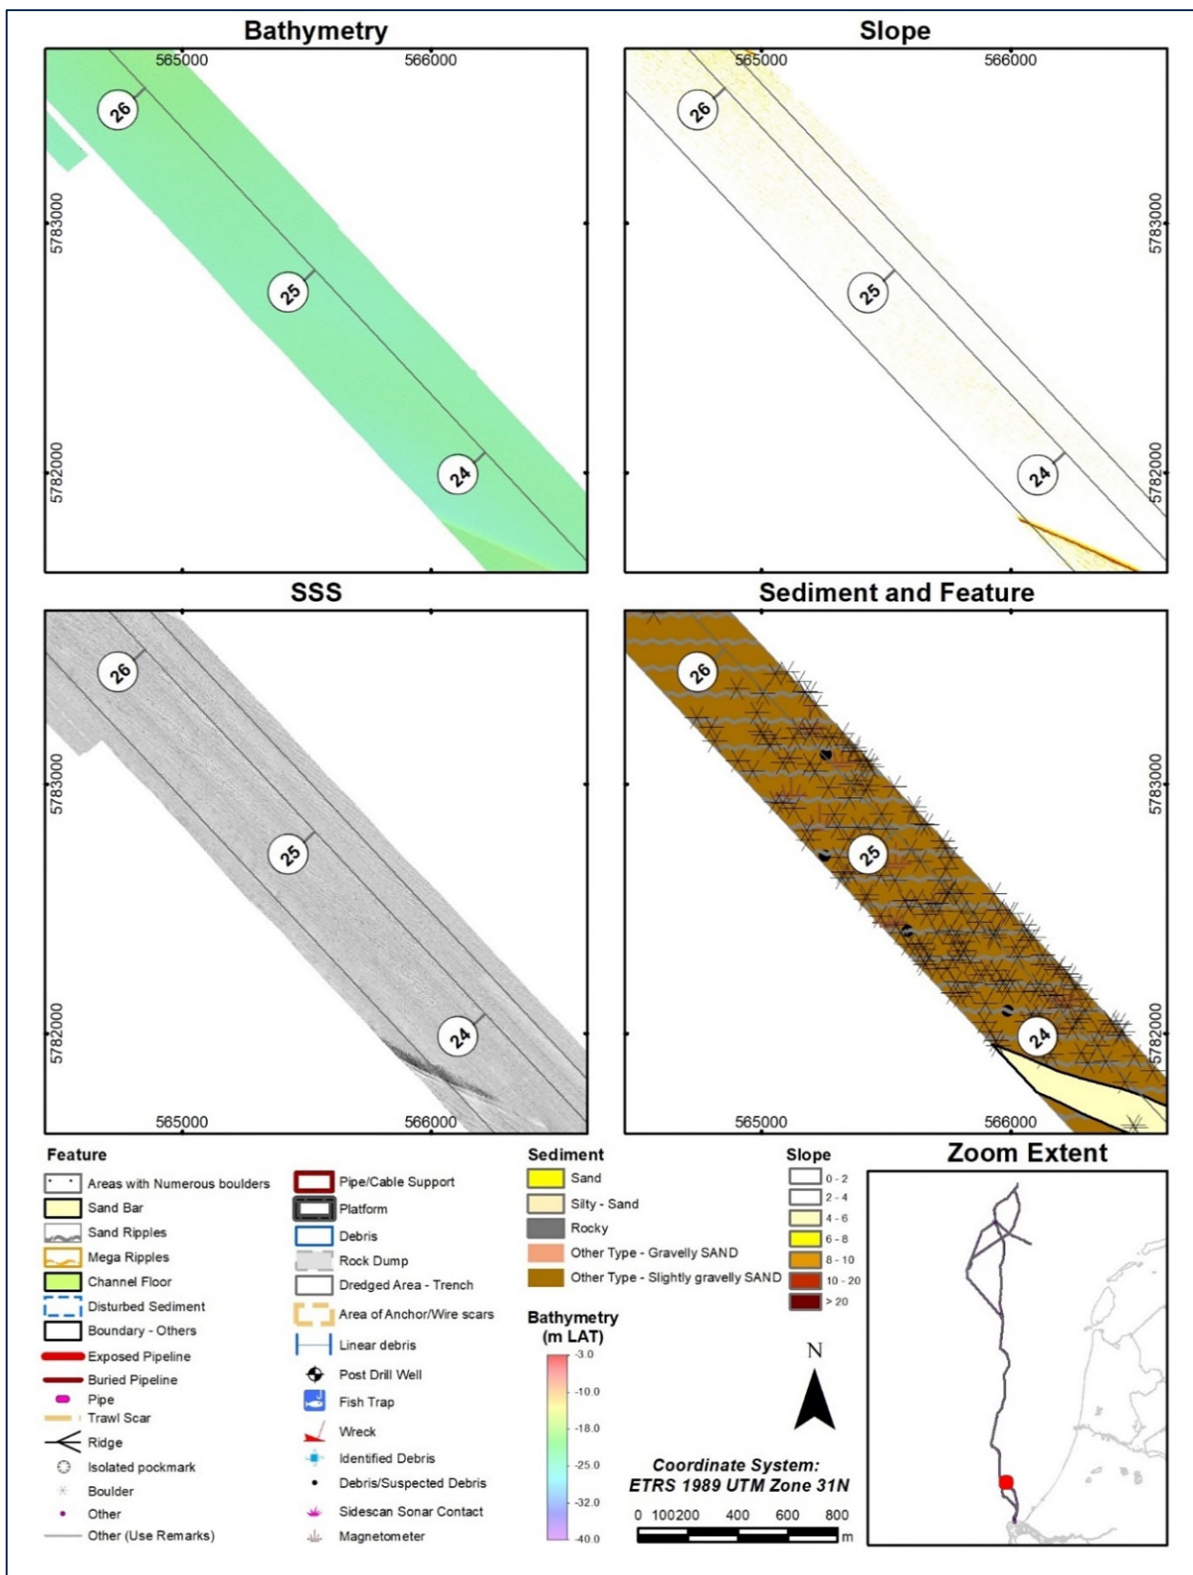 Bathymetry
Slope
565000
566000
565000
566000
26
26
5783000
5783000
25
25
5782000
5782000
24
24
SSS
Sediment and Feature
26
26
5783000
5783000
25
25
5782000
5782000
24
24
565000
566000
565000
566000
Feature
Areas with Numerous boulders
Sand Bar
Sand Ripples
Mega Ripples
Channel Floor
Disturbed Sediment
Boundary - Others
Exposed Pipeline
Buried Pipeline
Pipe
Trawl Scar
Ridge
Isolated pockmark
Boulder
Other
Other (Use Remarks)
Pipe/Cable Support
Platform
Debris
Rock Dump
Dredged Area - Trench
Area of Anchor/Wire scars
Linear debris
Post Drill Well
Fish Trap
Wreck
Identified Debris
Debris/Suspected Debris
Sidescan Sonar Contact
Magnetometer
Sediment
Sand
Silty - Sand
Rocky
Other Type - Gravelly SAND
Other Type - Slightly gravelly SAND
Bathymetry
(m LAT)
-3.0
-10.0
-18.0
-25.0
-32.0
-40.0
Slope
0 - 2
2 - 4
4 - 6
6 - 8
8 - 10
10 - 20
> 20
N
Coordinate System:
ETRS 1989 UTM Zone 31N
0 100200 400 600 800
m
Zoom Extent